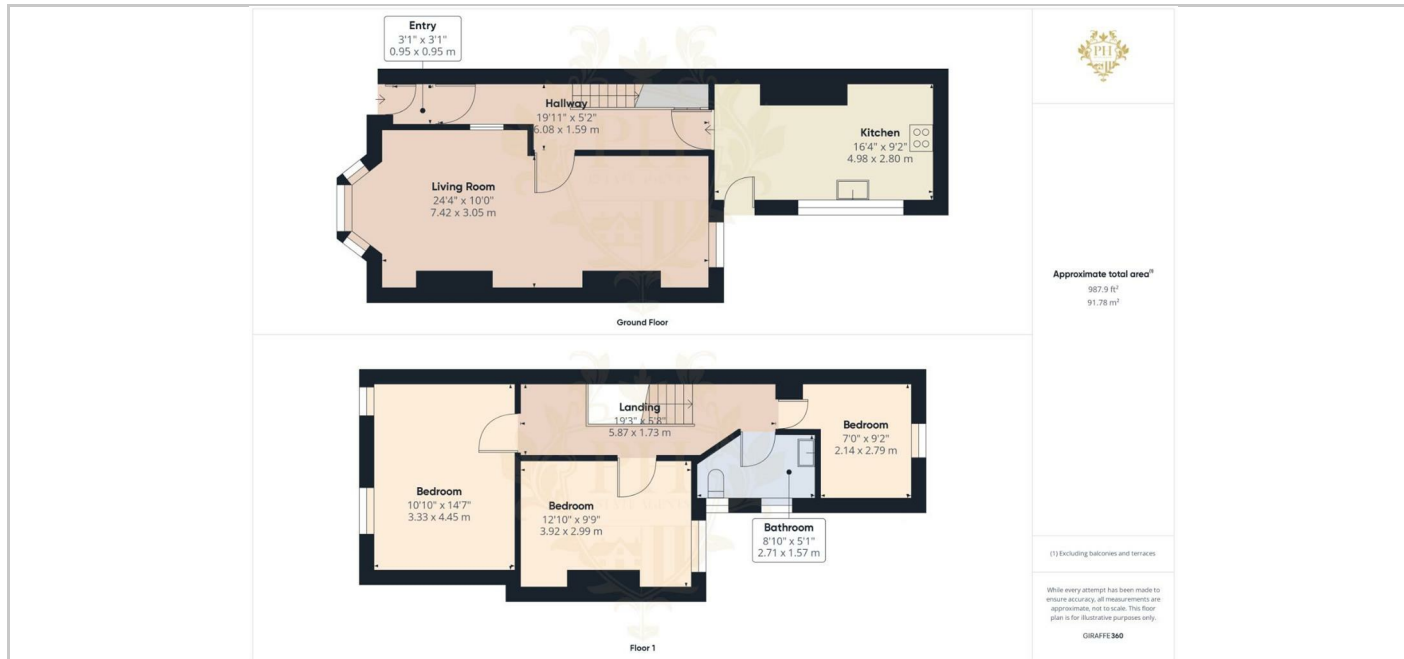 Entry
3'1" x 3'1"
0.95 x 0.95 m
Hallway
19'11" x 5'2"
6.08 x 1.59 m
Kitchen
16'4" x 9'2"
4.98 x 2.80 m
Living Room
24'4" x 10'0"
7.42 x 3.05 m
Ground Floor
Landing
19'3" x 5'8"
5.87 x 1.73 m
Bedroom
7'0" x 9'2"
2.14 x 2.79 m
Bedroom
10'10" x 14'7"
3.33 x 4.45 m
Bedroom
12'10" x 9'9"
3.92 x 2.99 m
Bathroom
8'10" x 5'1"
2.71 x 1.57 m
Floor 1
PH
Approximate total area(1)
987.9 ft²
91.78 m²
(1) Excluding balconies and terraces
While every attempt has been made to
ensure accuracy, all measurements are
approximate, not to scale. This floor
plan is for illustrative purposes only.
GIRAFFE360